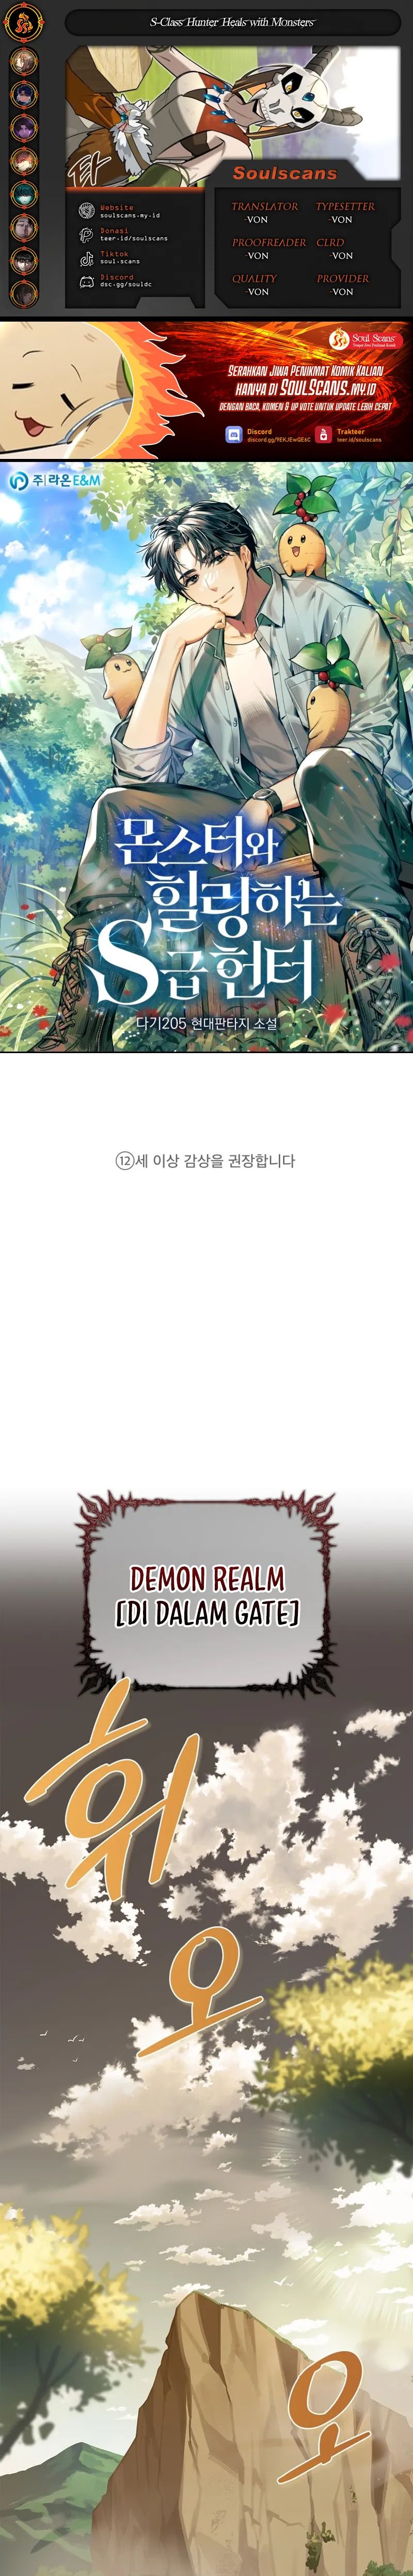 S-Class Hunter Heals with Monsters
Soulscans
Website
soulscans-my-id
Donasi
teer-id/soulscans
Tiktok
soul-scans
Discord
dsc-gg/souldc
TRANSLATOR
-VON
TYPESETTER
-VON
PROOFREADER
-VON
CLRD
-VON
QUALITY
-VON
PROVIDER
-VON
Soul Scans
SERAHKAN JIWA PENIKMAT KOMIK KALIAN
HANYA DI SOULSCANS.MY.ID
DENGAN BACA, KOMEN & UP VOTE UNTUK UPDATE LEBIH CEPAT
Discord
Trakteer
teer.id/soulscans
주|라온E&M
몬스터와
힐링하는
S급 헌터
다기205 현대판타지 소설
⑫세 이상 감상을 권장합니다
DEMON REALM
[DI DALAM GATE]
휘
오
오